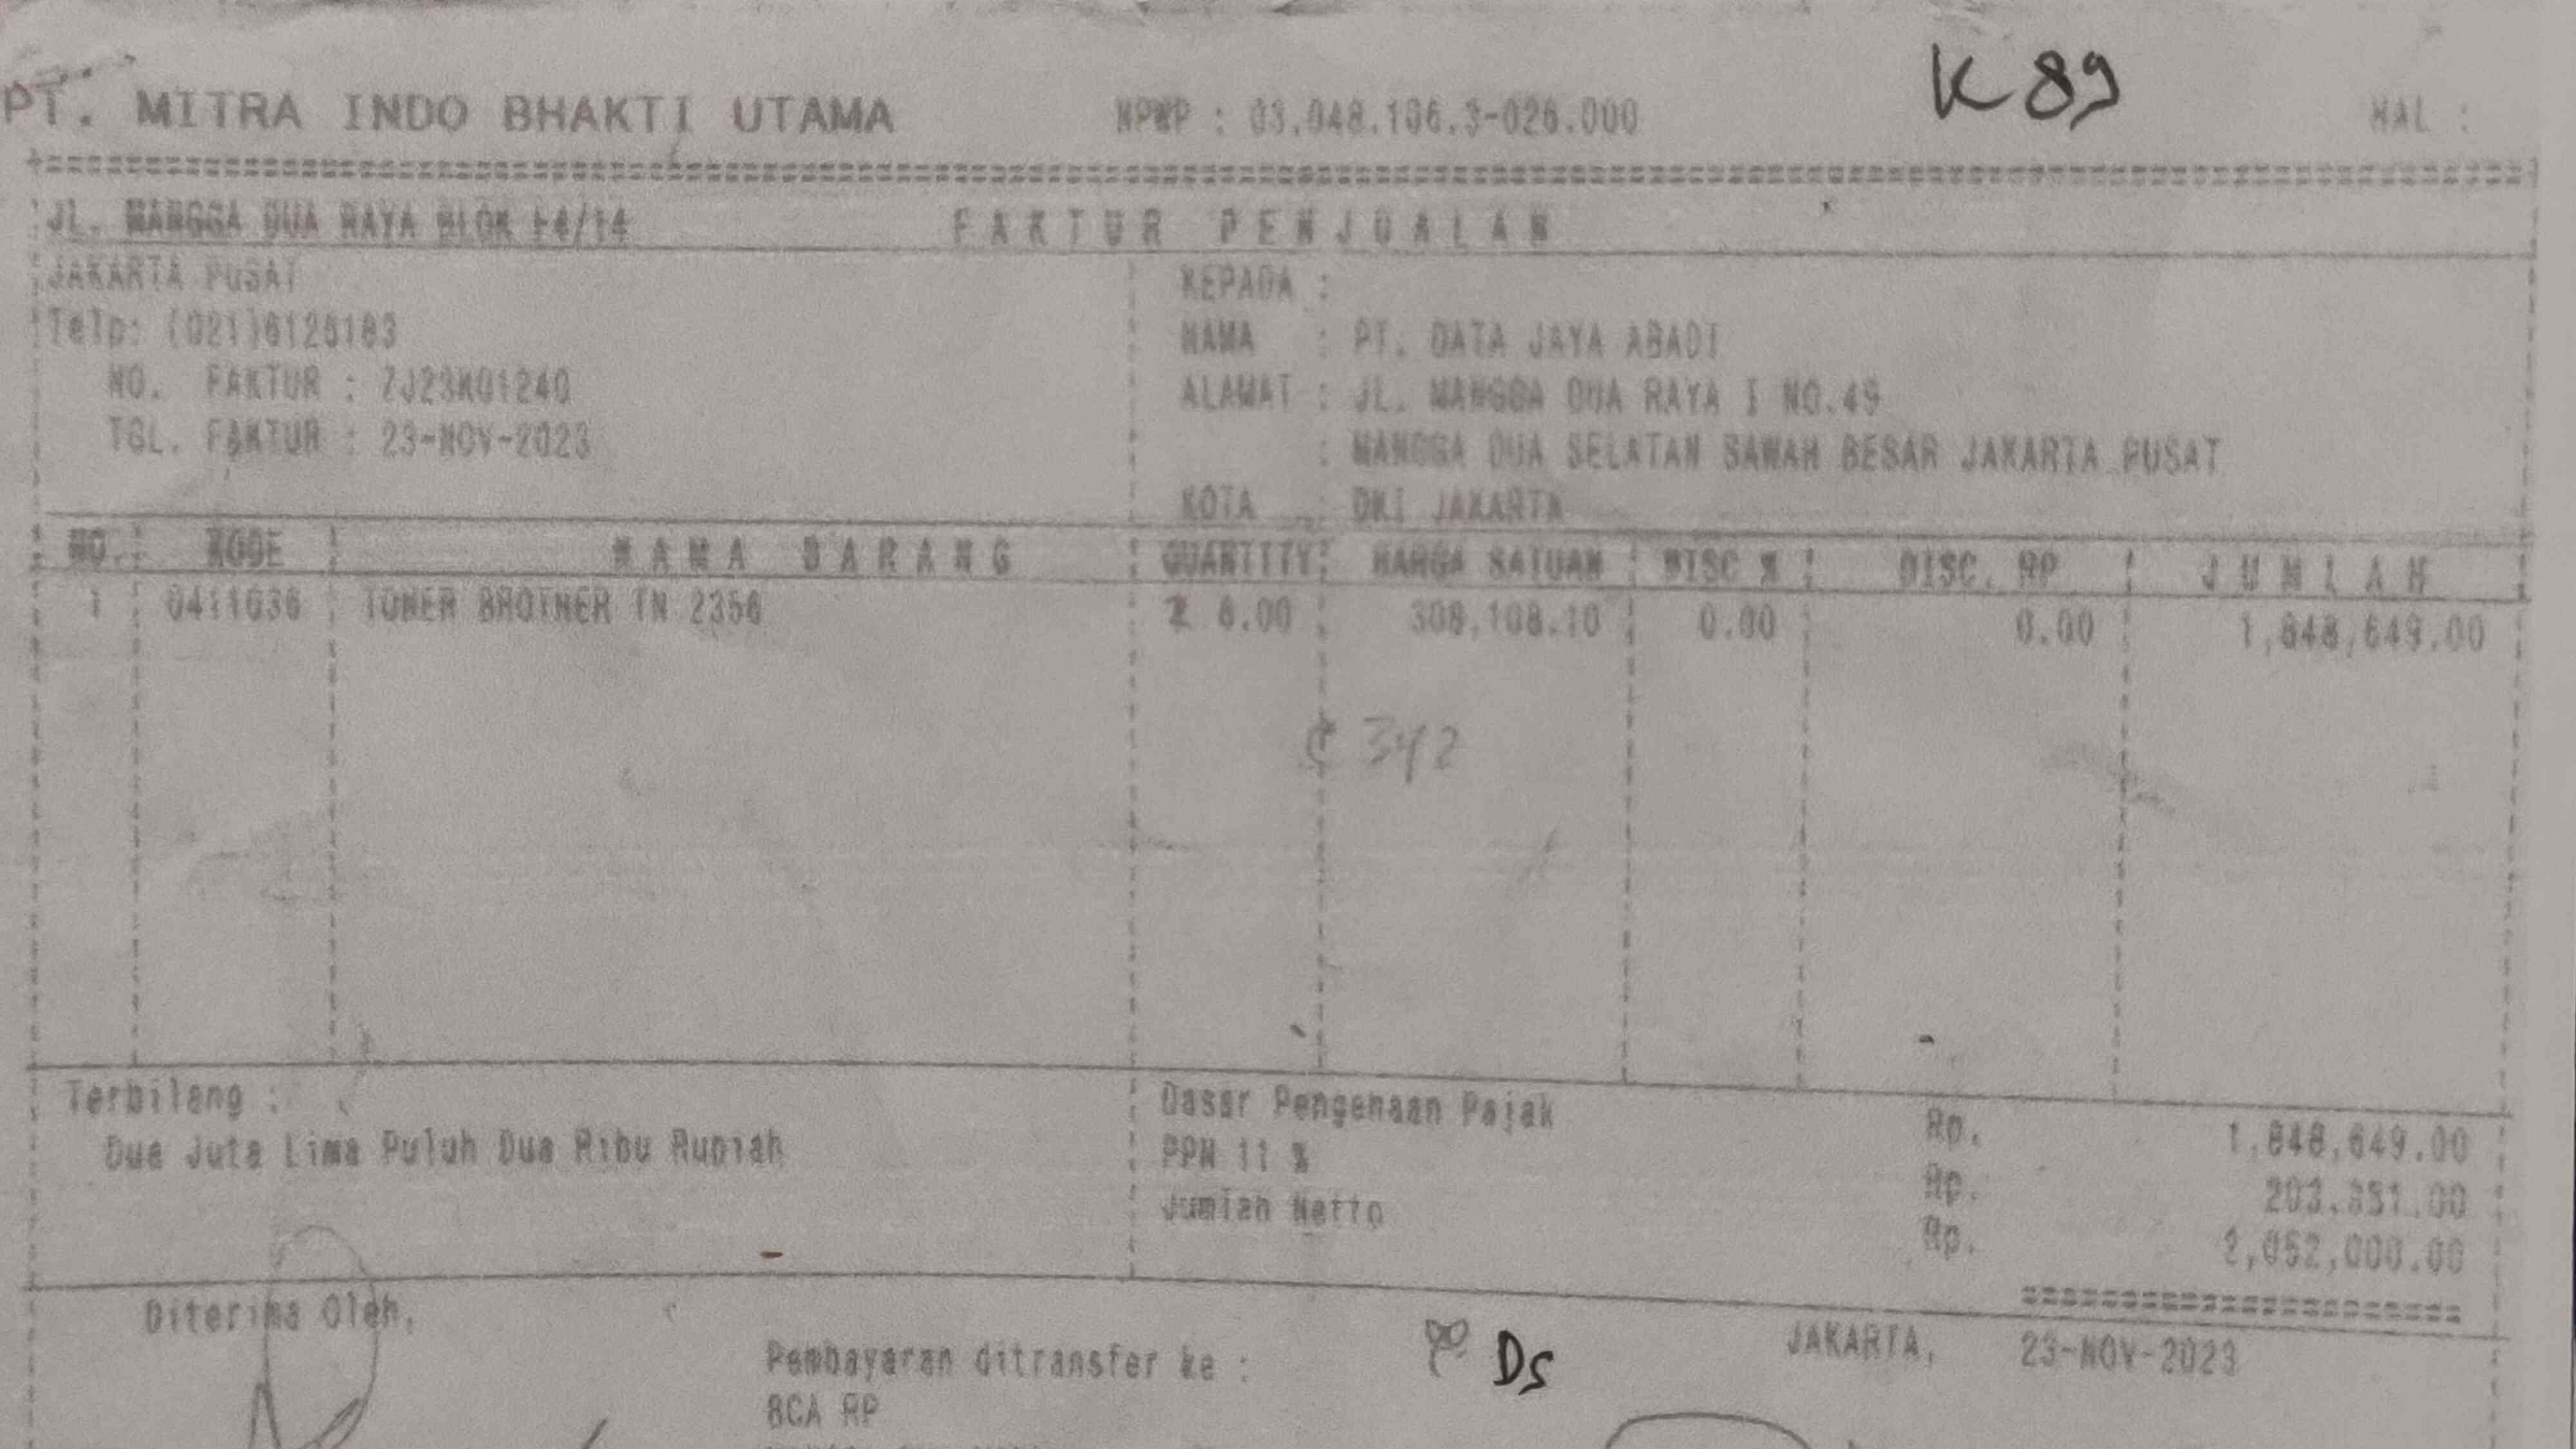 K 89
PT. MITRA INDO BHAKTI UTAMA NPWP : 03.048.106.3-026.000 HAL :
JL. MANGGA DUA RAYA BLOK E4/14 FAKTUR PENJUALAN
JAKARTA PUSAT KEPADA :
Telp: (021)6125183 NAMA : PT. DATA JAYA ABADI
NO. FAKTUR : ZJ23N01240 ALAMAT : JL. MANGGA DUA RAYA I NO.49
TGL. FAKTUR : 23-NOV-2023 : MANGGA DUA SELATAN SAWAH BESAR JAKARTA PUSAT
KOTA : DKI JAKARTA
NO. KODE NAMA BARANG QUANTITY HARGA SATUAN DISC % DISC. RP JUMLAH
1 0411636 TONER BROTHER TN 2356 6.00 308,108.10 0.00 0.00 1,848,649.00
342
Terbilang : Dasar Pengenaan Pajak Rp. 1,848,649.00
Dua Juta Lima Puluh Dua Ribu Rupiah PPN 11 % Rp. 203,351.00
Jumlah Netto Rp. 2,052,000.00
Diterima Oleh, JAKARTA, 23-NOV-2023
Pembayaran ditransfer ke : Ds
BCA RP